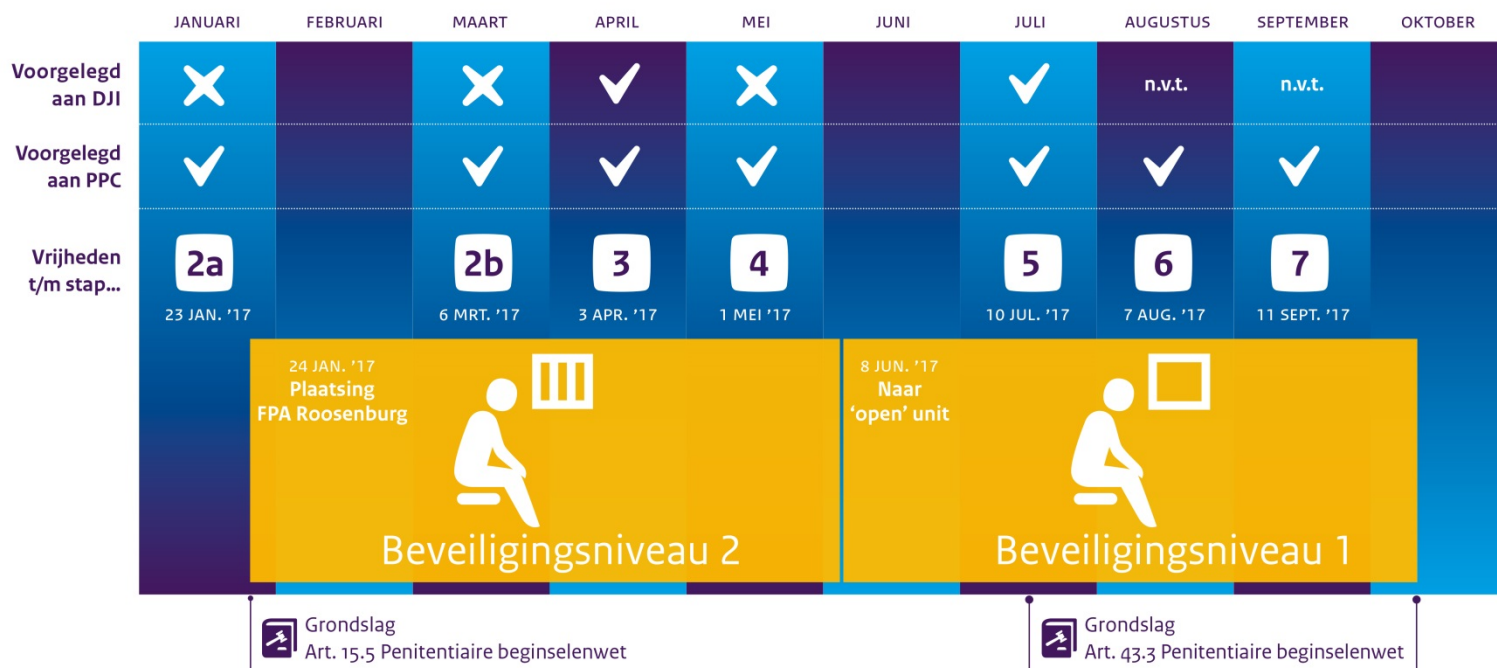 JANUARI FEBRUARI MAART APRIL MEI JUNI JULI AUGUSTUS SEPTEMBER OKTOBER
Voorgelegd
aan DJI
n.v.t. n.v.t.
Voorgelegd
aan PPC
Vrijheden
t/m stap...
2a 2b 3 4 5 6 7
23 JAN. '17 6 MRT. '17 3 APR. '17 1 MEI '17 10 JUL. '17 7 AUG. '17 11 SEPT. '17
24 JAN. '17
Plaatsing
FPA Roosenburg
Beveiligingsniveau 2
8 JUN. '17
Naar
‘open’ unit
Beveiligingsniveau 1
Grondslag
Art. 15.5 Penitentiaire beginselenwet
Grondslag
Art. 43.3 Penitentiaire beginselenwet